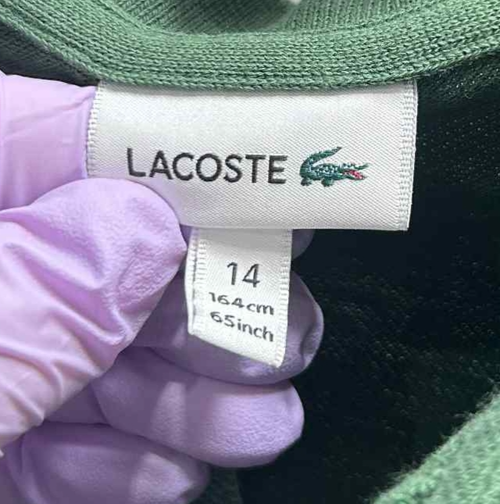 LACOSTE
14
164cm
65inch